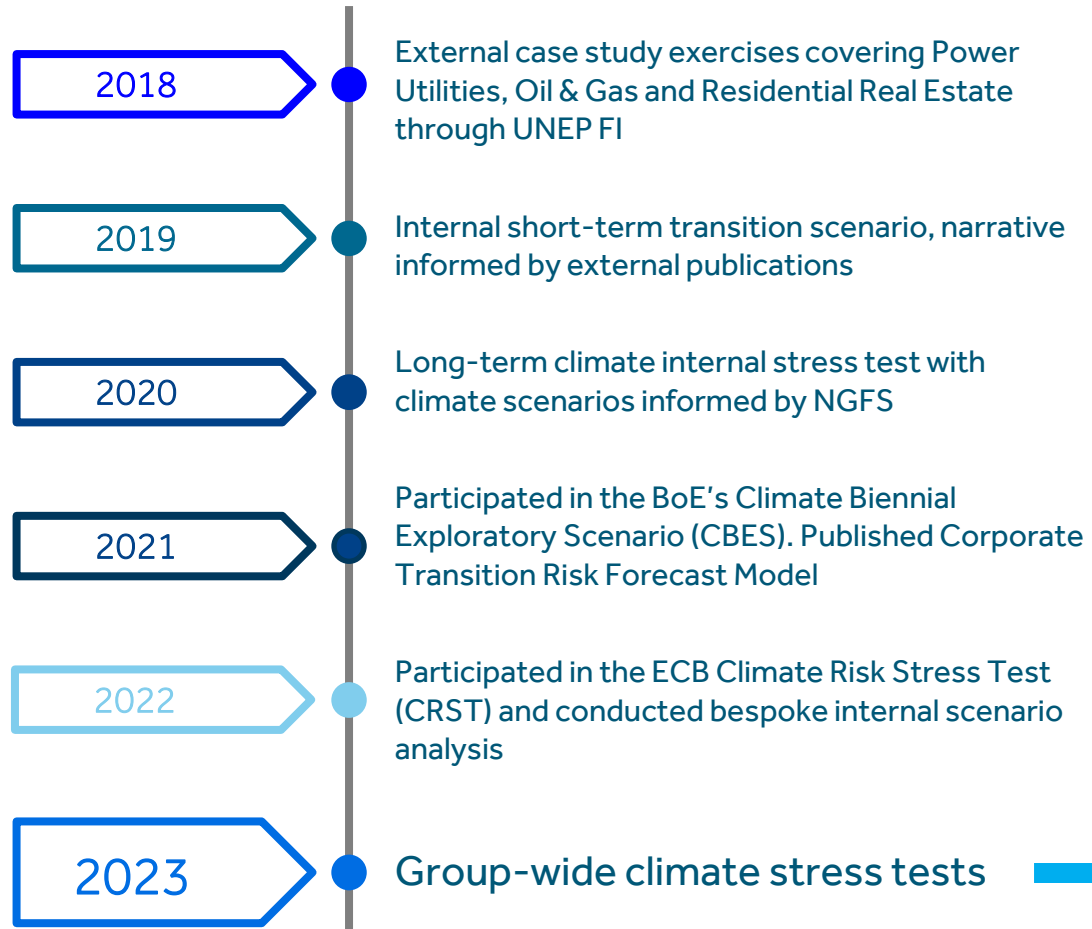 2018
External case study exercises covering Power
Utilities, Oil & Gas and Residential Real Estate
through UNEP FI
2019
Internal short-term transition scenario, narrative
informed by external publications
2020
Long-term climate internal stress test with
climate scenarios informed by NGFS
2021
Participated in the BoE's Climate Biennial
Exploratory Scenario (CBES). Published Corporate
Transition Risk Forecast Model
2022
Participated in the ECB Climate Risk Stress Test
(CRST) and conducted bespoke internal scenario
analysis
2023
Group-wide climate stress tests